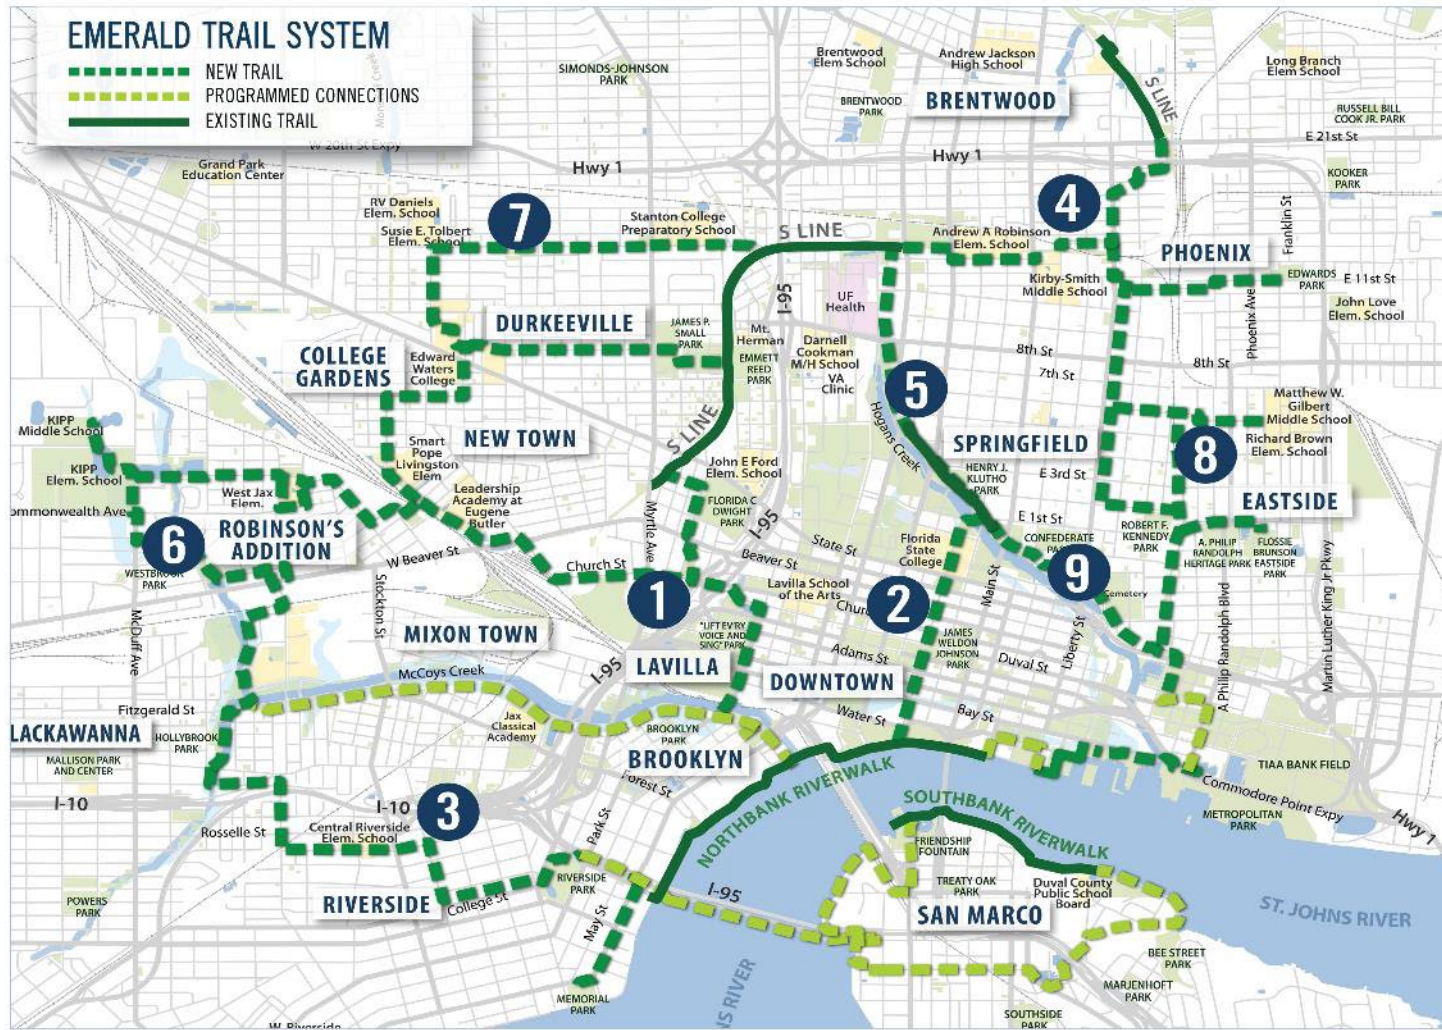 EMERALD TRAIL SYSTEM
NEW TRAIL
PROGRAMMED CONNECTIONS
EXISTING TRAIL
W 20th St Expy
SIMONDS-JOHNSON
PARK
Brentwood
Elem School
Andrew Jackson
High School
BRENTWOOD
BRENTWOOD
PARK
S LINE
Long Branch
Elem School
RUSSELL BILL
COOK JR. PARK
E 21st St
Grand Park
Education Center
Hwy 1
Hwy 1
KOOKER
PARK
RV Daniels
Elem. School
Susie E. Tolbert
Elem. School
7
Stanton College
Preparatory School
S LINE
4
Andrew A Robinson
Elem. School
PHOENIX
Franklin St
Kirby-Smith
Middle School
EDWARDS
PARK
E 11st St
John Love
Elem. School
Phoenix Ave
I-95
UF
Health
DURKEEVILLE
JAMES P.
SMALL
PARK
Mt.
Herman
EMMETT
REED
PARK
Darnell
Cookman
M/H School
VA
Clinic
8th St
7th St
8th St
COLLEGE
GARDENS
Edward
Waters
College
5
Hogans Creek
Matthew W.
Gilbert
Middle School
KIPP
Middle School
NEW TOWN
S LINE
SPRINGFIELD
8
Richard Brown
Elem. School
KIPP
Elem. School
Smart
Pope
Livingston
Elem
John E Ford
Elem. School
HENRY J.
KLUTHO
PARK
E 3rd St
EASTSIDE
West Jax
Elem.
Leadership
Academy at
Eugene
Butler
Myrtle Ave
FLORIDA C
DWIGHT
PARK
I-95
ommonwealth Ave
ROBINSON'S
ADDITION
6
WESTBROOK
PARK
W Beaver St
Church St
Beaver St
State St
Florida
State
College
E 1st St
CONFEDERATE
ROBERT F.
KENNEDY
PARK
A. PHILIP
RANDOLPH
HERITAGE PARK
FLOSSIE
BRUNSON
EASTSIDE PARK
9
Cemetery
McDuff Ave
Stockton St
1
Lavilla School
of the Arts
2
Main St
Liberty St
A Philip Randolph Blvd
Martin Luther King Jr Pkwy
MIXON TOWN
"LIFT EV'RY
VOICE AND
SING" PARK
JAMES
WELDON
JOHNSON
PARK
Adams St
Duval St
I-95
LAVILLA
DOWNTOWN
McCoys Creek
Fitzgerald St
LACKAWANNA
HOLLYBROOK
PARK
Jax
Classical
Academy
BROOKLYN
PARK
BROOKLYN
Water St
Bay St
MALLISON PARK
AND CENTER
I-10
I-10
3
Forest St
NORTHBANK RIVERWALK
SOUTHBANK RIVERWALK
TIAA BANK FIELD
Commodore Point Expy
METROPOLITAN
PARK
Hwy 1
Rosselle St
Central Riverside
Elem. School
Park St
FRIENDSHIP
FOUNTAIN
POWERS
PARK
RIVERSIDE
College St
RIVERSIDE
PARK
May St
I-95
TREATY OAK
PARK
Duval County
Public School
Board
SAN MARCO
ST. JOHNS RIVER
BEE STREET
PARK
MARJENHOFT
PARK
MEMORIAL
PARK
SOUTHSIDE
PARK
NS RIVER
W Riverside